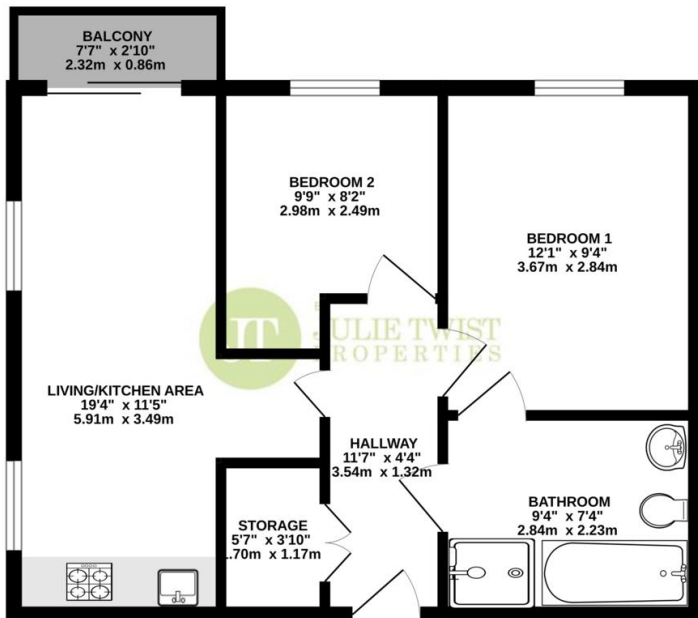 BALCONY
7'7" x 2'10"
2.32m x 0.86m
BEDROOM 2
9'9" x 8'2"
2.98m x 2.49m
BEDROOM 1
12'1" x 9'4"
3.67m x 2.84m
JT
JULIE TWIST
PROPERTIES
LIVING/KITCHEN AREA
19'4" x 11'5"
5.91m x 3.49m
HALLWAY
11'7" x 4'4"
3.54m x 1.32m
STORAGE
5'7" x 3'10"
.70m x 1.17m
BATHROOM
9'4" x 7'4"
2.84m x 2.23m